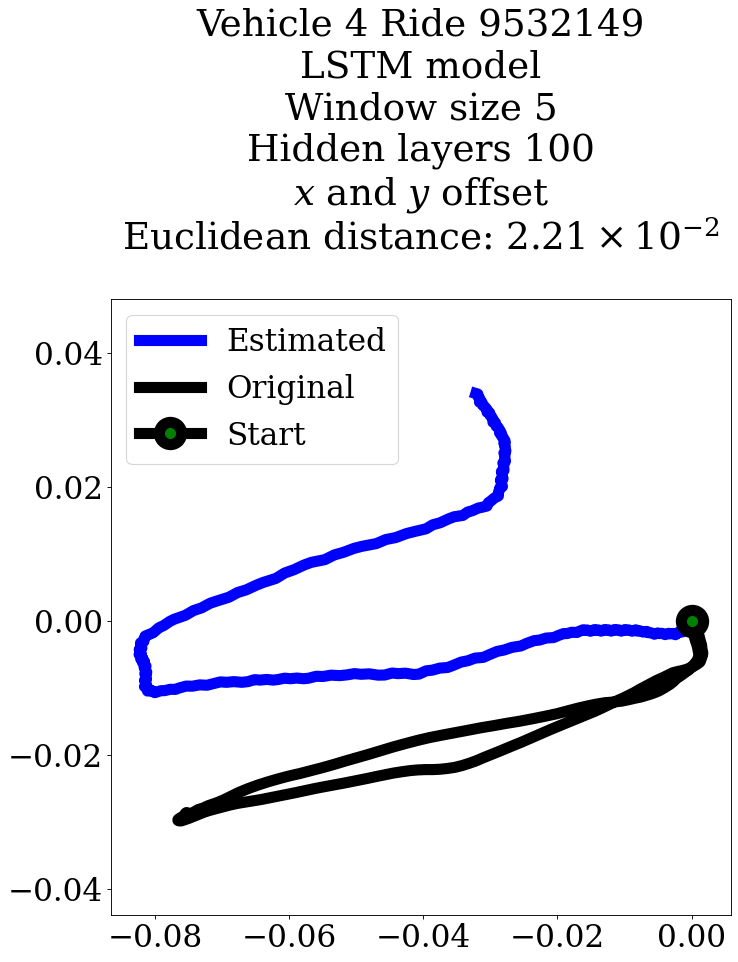 Vehicle 4 Ride 9532149
LSTM model
Window size 5
Hidden layers 100
x and y offset
Euclidean distance: 2.21 × 10⁻²
Estimated
Original
Start
0.04
0.02
0.00
−0.02
−0.04
−0.08 −0.06 −0.04 −0.02 0.00